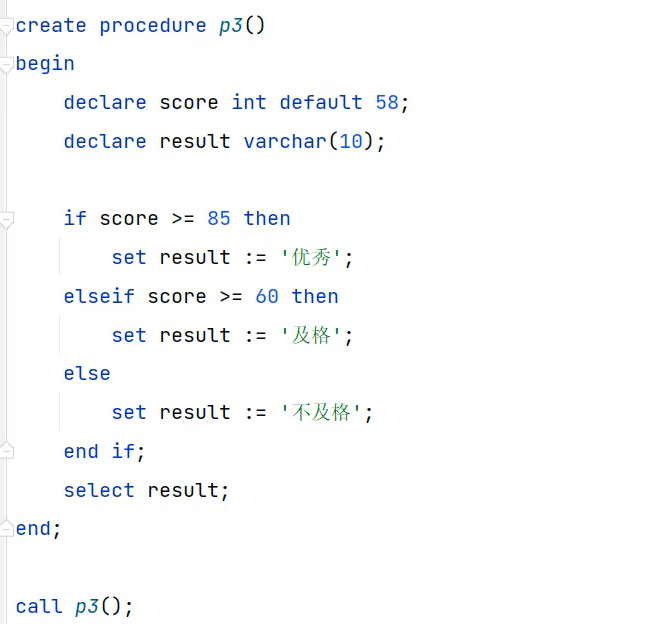 create procedure p3()
begin
    declare score int default 58;
    declare result varchar(10);

    if score >= 85 then
        set result := '优秀';
    elseif score >= 60 then
        set result := '及格';
    else
        set result := '不及格';
    end if;
    select result;
end;

call p3();